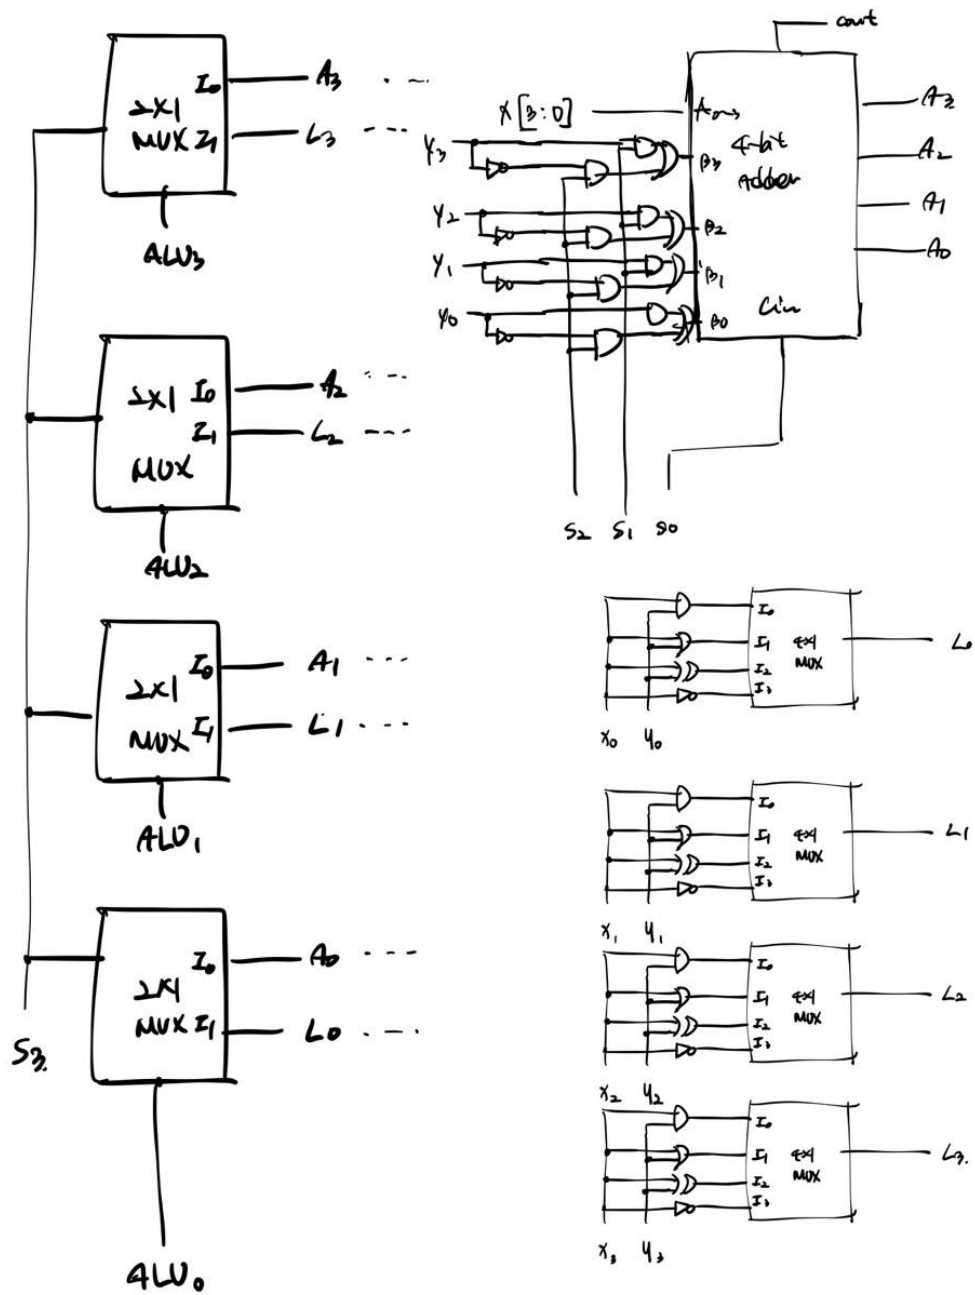 cout
I0 A3
2x1
MUX I1 L3
ALU3
X[3:0] A0~3
4-bit
Adder
Y3 B3
Y2 B2
Y1 B1
Y0 B0
Cin
A3
A2
A1
A0
S2 S1 S0
2x1 I0 A2
I1 L2
MUX
ALU2
I0 A1
2x1
MUX I1 L1
ALU1
I0 A0
2x1
MUX I1 L0
S3.
ALU0
I0
I1 4x1
MUX
I2
I3
L0
x0 y0
I0
I1 4x1
MUX
I2
I3
L1
x1 y1
I0
I1 4x1
MUX
I2
I3
L2
x2 y2
I0
I1 4x1
MUX
I2
I3
L3.
x3 y3